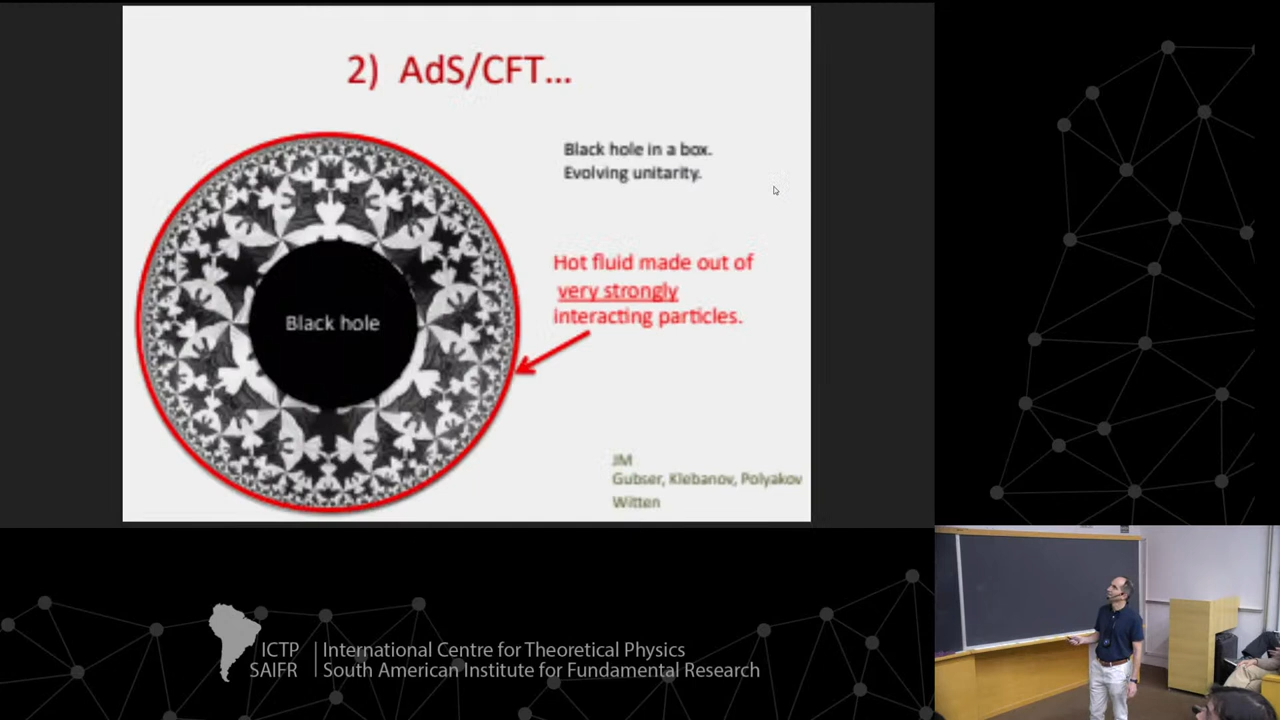 2) AdS/CFT...
Black hole in a box.
Evolving unitarity.
Hot fluid made out of
very strongly
interacting particles.
Black hole
JM
Gubser, Klebanov, Polyakov
Witten
ICTP
SAIFR
International Centre for Theoretical Physics
South American Institute for Fundamental Research